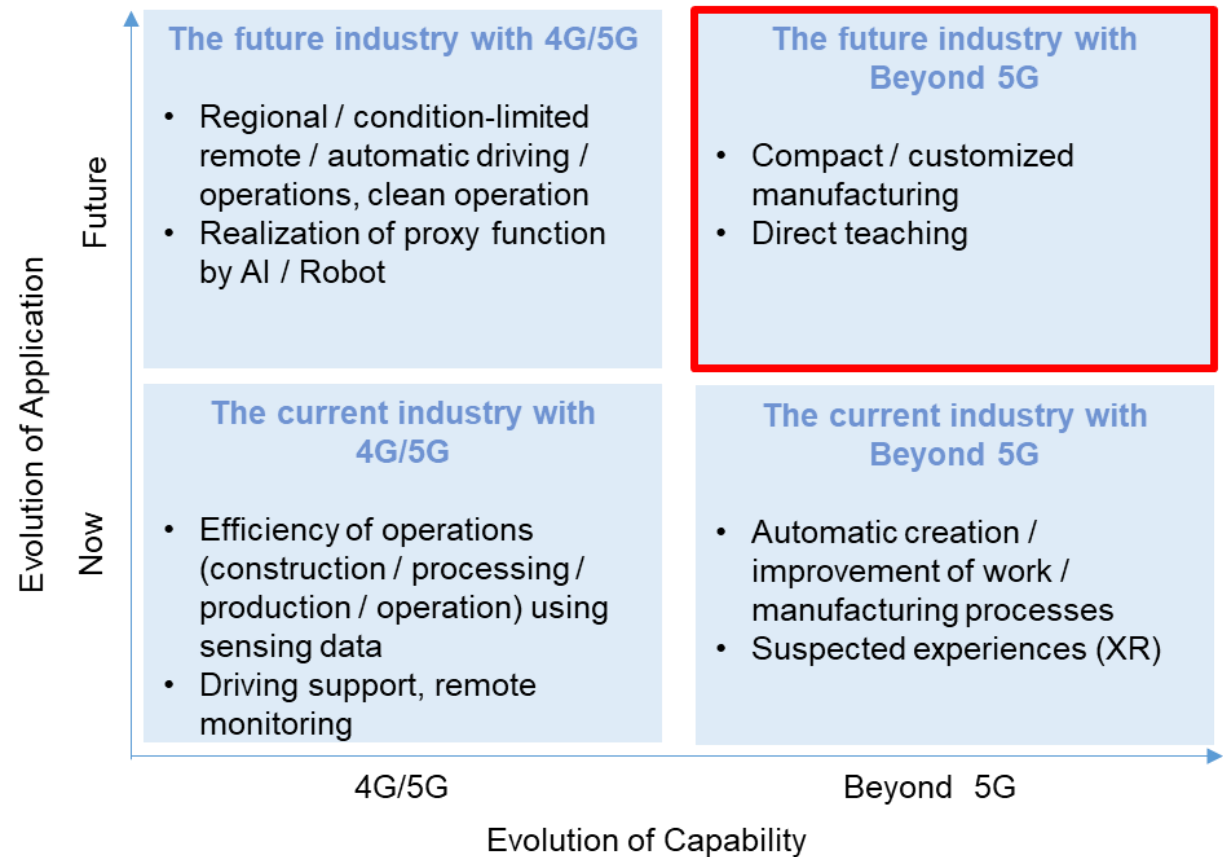 The future industry with 4G/5G
• Regional / condition-limited
remote / automatic driving /
operations, clean operation
• Realization of proxy function
by AI / Robot
The future industry with
Beyond 5G
• Compact / customized
manufacturing
• Direct teaching
The current industry with
4G/5G
• Efficiency of operations
(construction / processing /
production / operation) using
sensing data
• Driving support, remote
monitoring
The current industry with
Beyond 5G
• Automatic creation /
improvement of work /
manufacturing processes
• Suspected experiences (XR)
Evolution of Application
Future
Now
4G/5G
Beyond 5G
Evolution of Capability